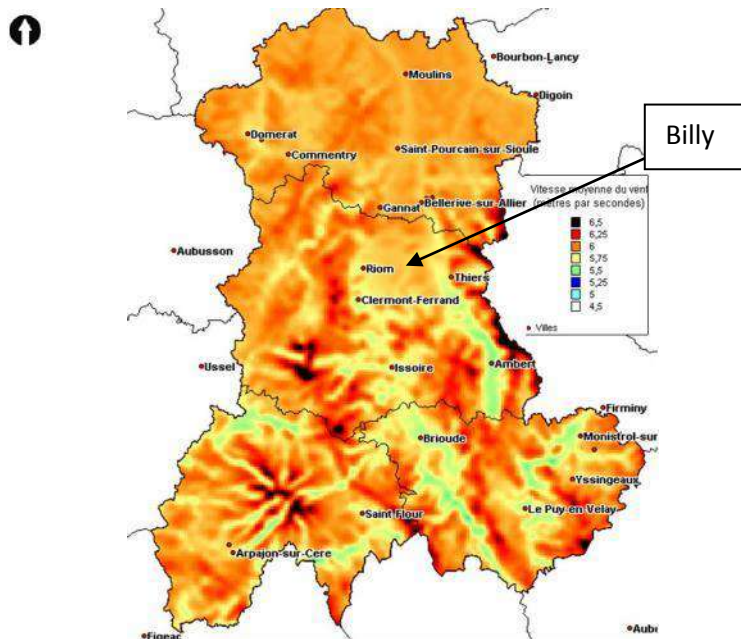 Bourbon-Lancy
Moulins
Digoin
Billy
Domerat
Commentry
Saint-Pourcain-sur-Sioule
Vitesse moyenne du vent
(mètres par secondes)
6,5
6,25
6
5,75
5,5
5,25
5
4,5
Villes
Gannat
Bellerive-sur-Allier
Aubusson
Riom
Thiers
Clermont-Ferrand
Ussel
Issoire
Ambert
Firminy
Brioude
Monistrol-sur
Yssingeaux
Saint-Flour
Le Puy-en-Velay
Arpajon-sur-Cere
Figeac